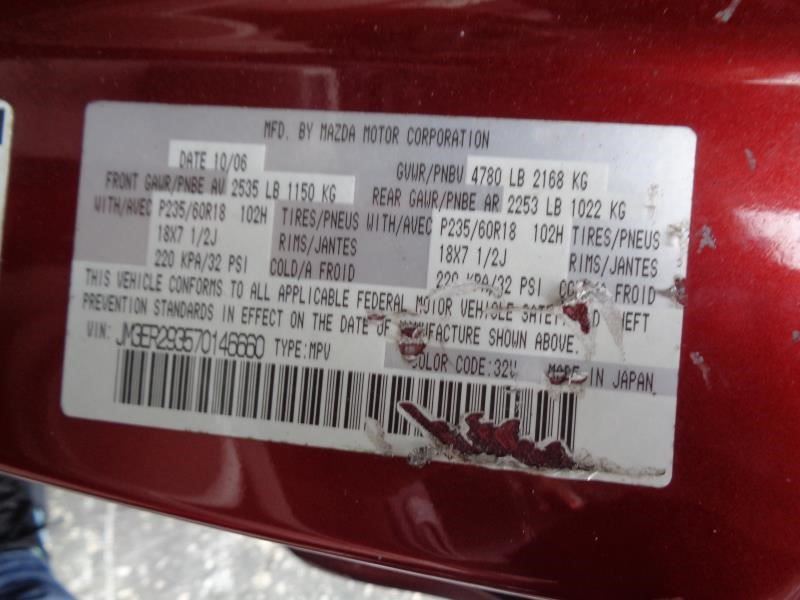 MFD. BY MAZDA MOTOR CORPORATION
DATE 10/06 GVWR/PNBV 4780 LB 2168 KG
FRONT GAWR/PNBE AV 2535 LB 1150 KG REAR GAWR/PNBE AR 2253 LB 1022 KG
WITH/AVEC P235/60R18 102H TIRES/PNEUS WITH/AVEC P235/60R18 102H TIRES/PNEUS
18X7 1/2J RIMS/JANTES 18X7 1/2J RIMS/JANTES
220 KPA/32 PSI COLD/A FROID 220 KPA/32 PSI FROID
THIS VEHICLE CONFORMS TO ALL APPLICABLE FEDERAL MOTOR VEHICLE THEFT
PREVENTION STANDARDS IN EFFECT ON THE DATE OF MANUFACTURE SHOWN ABOVE.
VIN: JM3ER293570146660 TYPE:MPV
COLOR CODE:32V MADE IN JAPAN